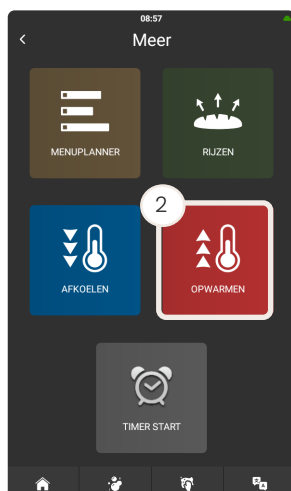 08:57
Meer
MENUPLANNER
RIJZEN
2
AFKOELEN
OPWARMEN
TIMER START